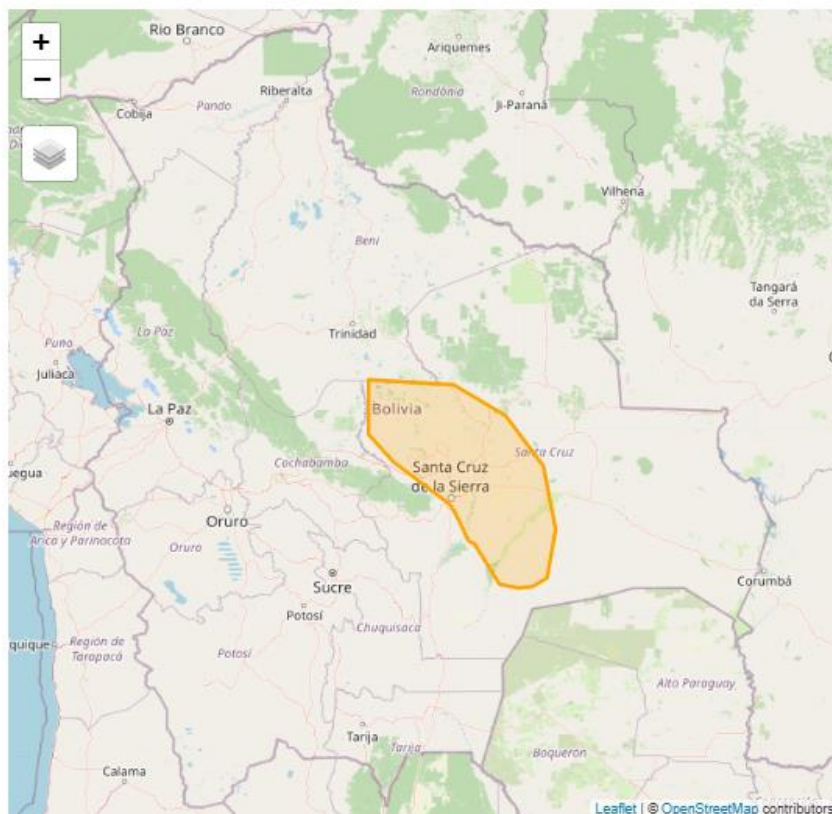 +
−
Rio Branco
Ariquemes
Riberalta
Rondônia
Cobija
Pando
Ji-Paraná
Vilhena
Beni
Tangará
da Serra
La Paz
Trinidad
Puno
Juliaca
La Paz
Bolivia
Cochabamba
Santa Cruz
Santa Cruz
de la Sierra
Oruro
Región de
Arica y Parinacota
Oruro
Sucre
Corumbá
Potosí
Chuquisaca
Región de
Tarapacá
Potosí
Alto Paraguay
Tarija
Tarija
Boquerón
Calama
Leaflet | © OpenStreetMap contributors